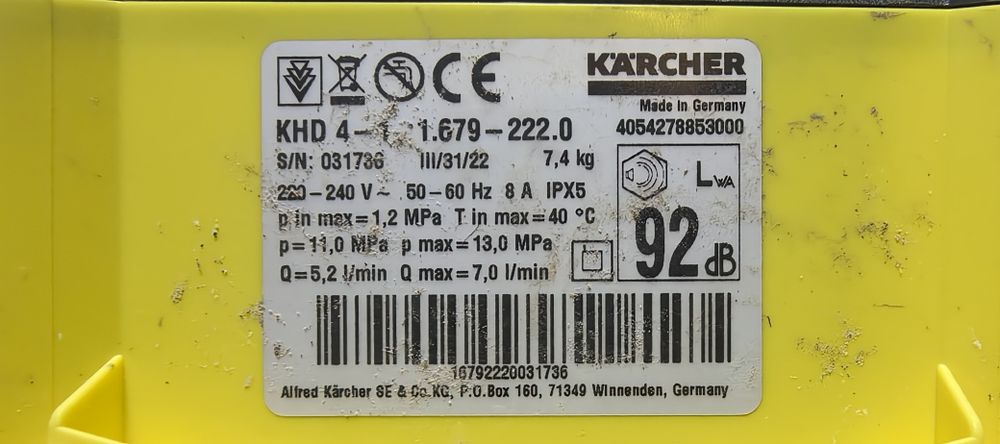 CE KÄRCHER
Made in Germany
KHD 4-1 1.679-222.0 4054278853000
S/N: 031736 III/31/22 7,4 kg
LWA
220-240 V~ 50-60 Hz 8 A IPX5
p in max=1,2 MPa T in max=40 °C
92 dB
p=11,0 MPa p max=13,0 MPa
Q=5,2 l/min Q max=7,0 l/min
16792220031736
Alfred Kärcher SE & Co.KG, P.O.Box 160, 71349 Winnenden, Germany